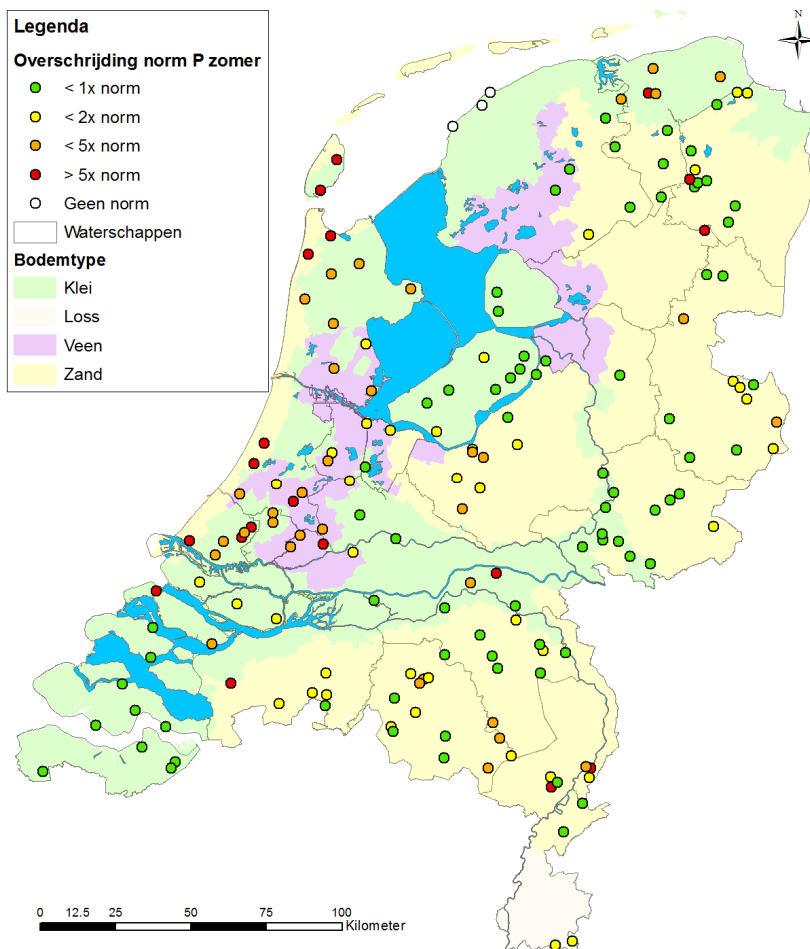 Legenda
Overschrijding norm P zomer
< 1x norm
< 2x norm
< 5x norm
> 5x norm
Geen norm
Waterschappen
Bodemtype
Klei
Loss
Veen
Zand
N
0 12.5 25 50 75 100
Kilometer